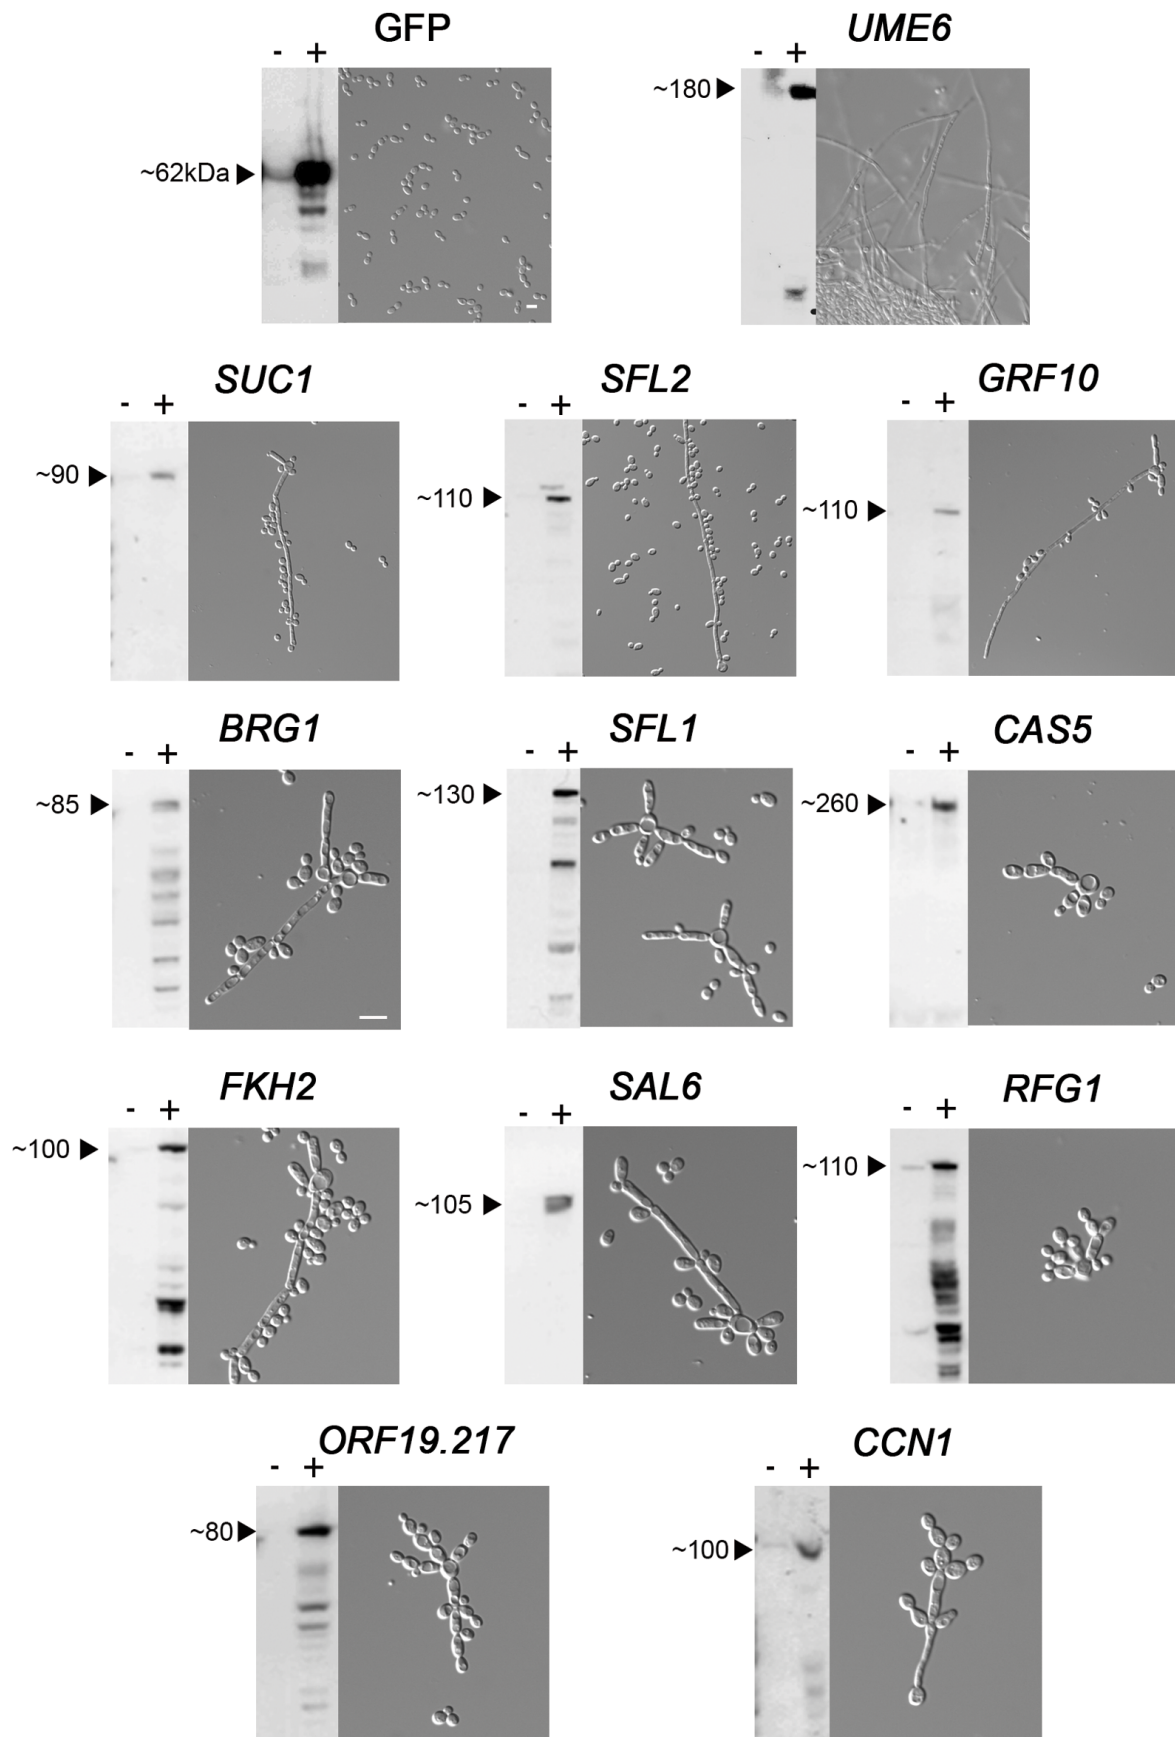 GFP
- +
~62kDa
UME6
- +
~180
SUC1
- +
~90
SFL2
- +
~110
GRF10
- +
~110
BRG1
- +
~85
SFL1
- +
~130
CAS5
- +
~260
FKH2
- +
~100
SAL6
- +
~105
RFG1
- +
~110
ORF19.217
- +
~80
CCN1
- +
~100